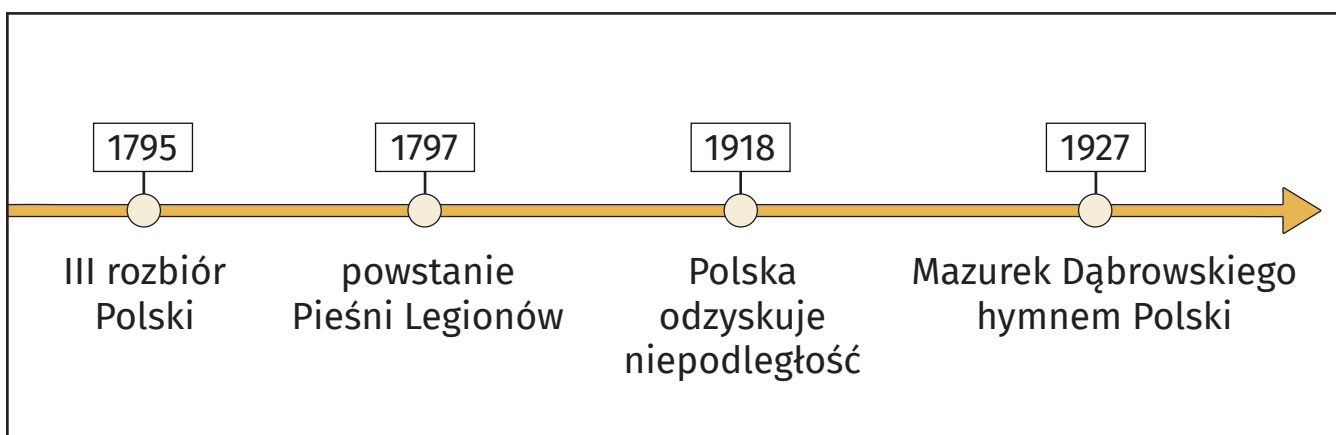 1795
1797
1918
1927
III rozbiór
Polski
powstanie
Pieśni Legionów
Polska
odzyskuje
niepodległość
Mazurek Dąbrowskiego
hymnem Polski